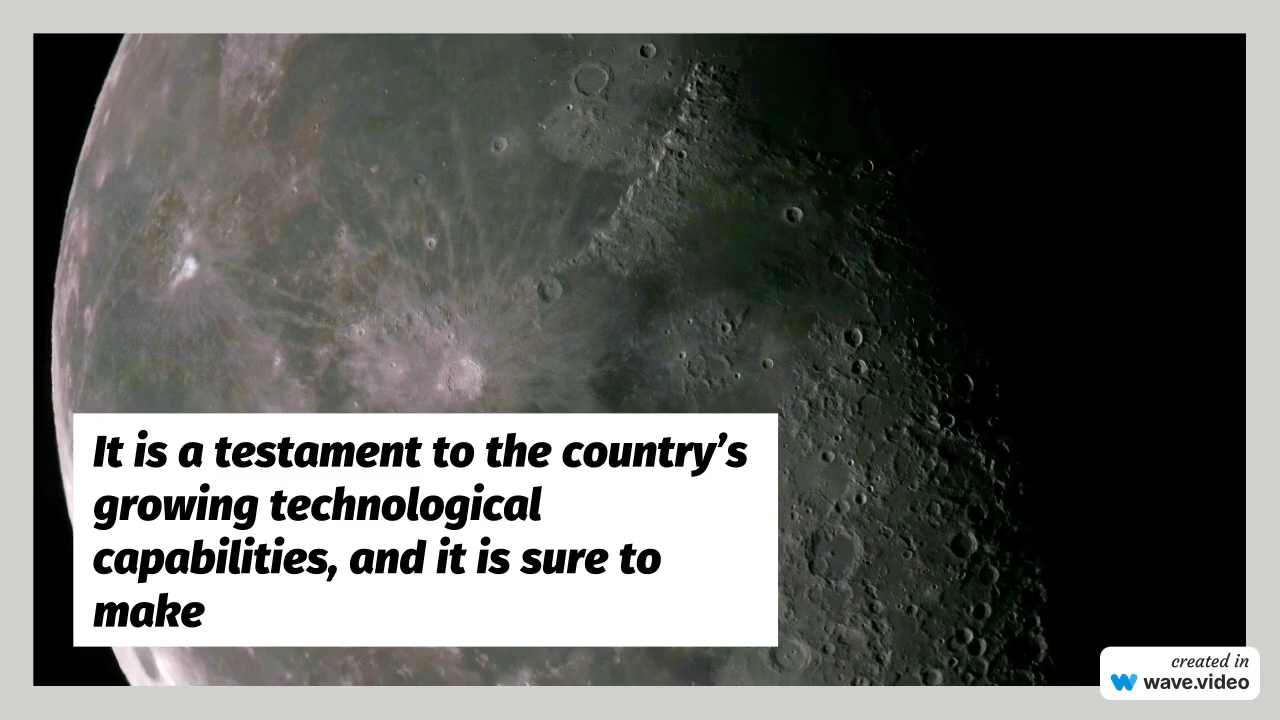 It is a testament to the country’s
growing technological
capabilities, and it is sure to
make
created in
wave.video